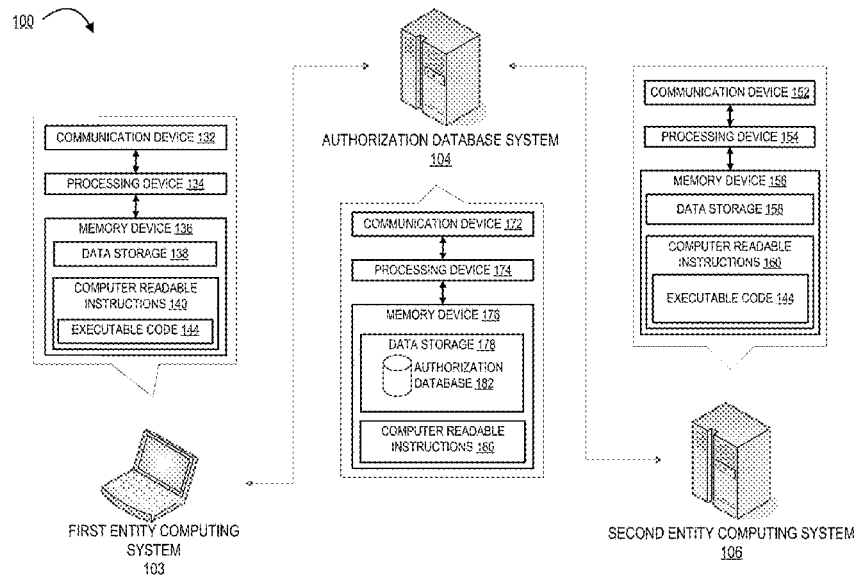 100
COMMUNICATION DEVICE 132
PROCESSING DEVICE 134
MEMORY DEVICE 136
DATA STORAGE 138
COMPUTER READABLE
INSTRUCTIONS 140
EXECUTABLE CODE 144
FIRST ENTITY COMPUTING
SYSTEM
103
AUTHORIZATION DATABASE SYSTEM
104
COMMUNICATION DEVICE 172
PROCESSING DEVICE 174
MEMORY DEVICE 176
DATA STORAGE 178
AUTHORIZATION
DATABASE 182
COMPUTER READABLE
INSTRUCTIONS 180
COMMUNICATION DEVICE 152
PROCESSING DEVICE 154
MEMORY DEVICE 156
DATA STORAGE 158
COMPUTER READABLE
INSTRUCTIONS 160
EXECUTABLE CODE 144
SECOND ENTITY COMPUTING SYSTEM
106